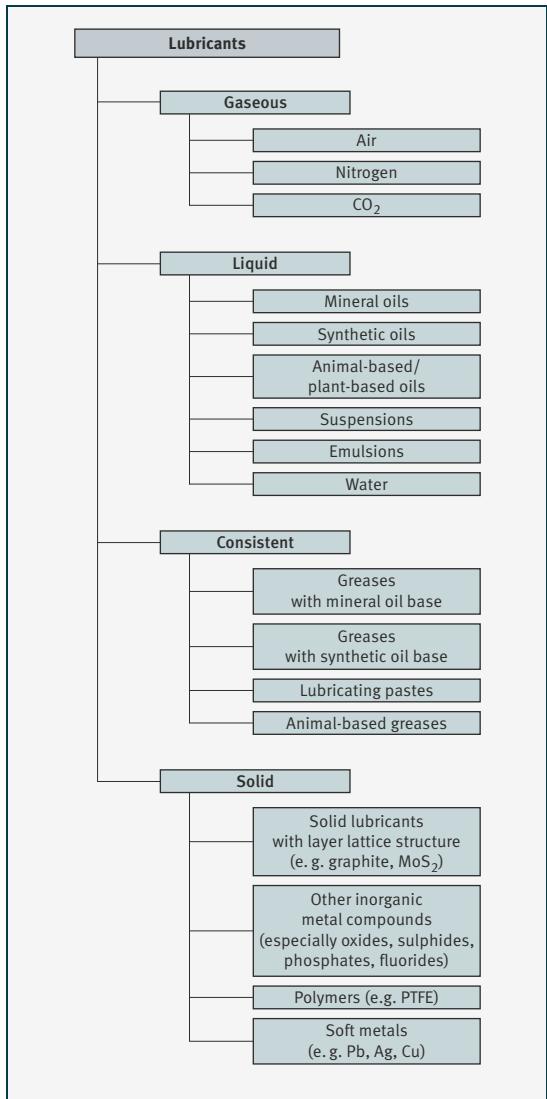 Lubricants
Gaseous
Air
Nitrogen
CO₂
Liquid
Mineral oils
Synthetic oils
Animal-based/
plant-based oils
Suspensions
Emulsions
Water
Consistent
Greases
with mineral oil base
Greases
with synthetic oil base
Lubricating pastes
Animal-based greases
Solid
Solid lubricants
with layer lattice structure
(e. g. graphite, MoS₂)
Other inorganic
metal compounds
(especially oxides, sulphides,
phosphates, fluorides)
Polymers (e.g. PTFE)
Soft metals
(e. g. Pb, Ag, Cu)